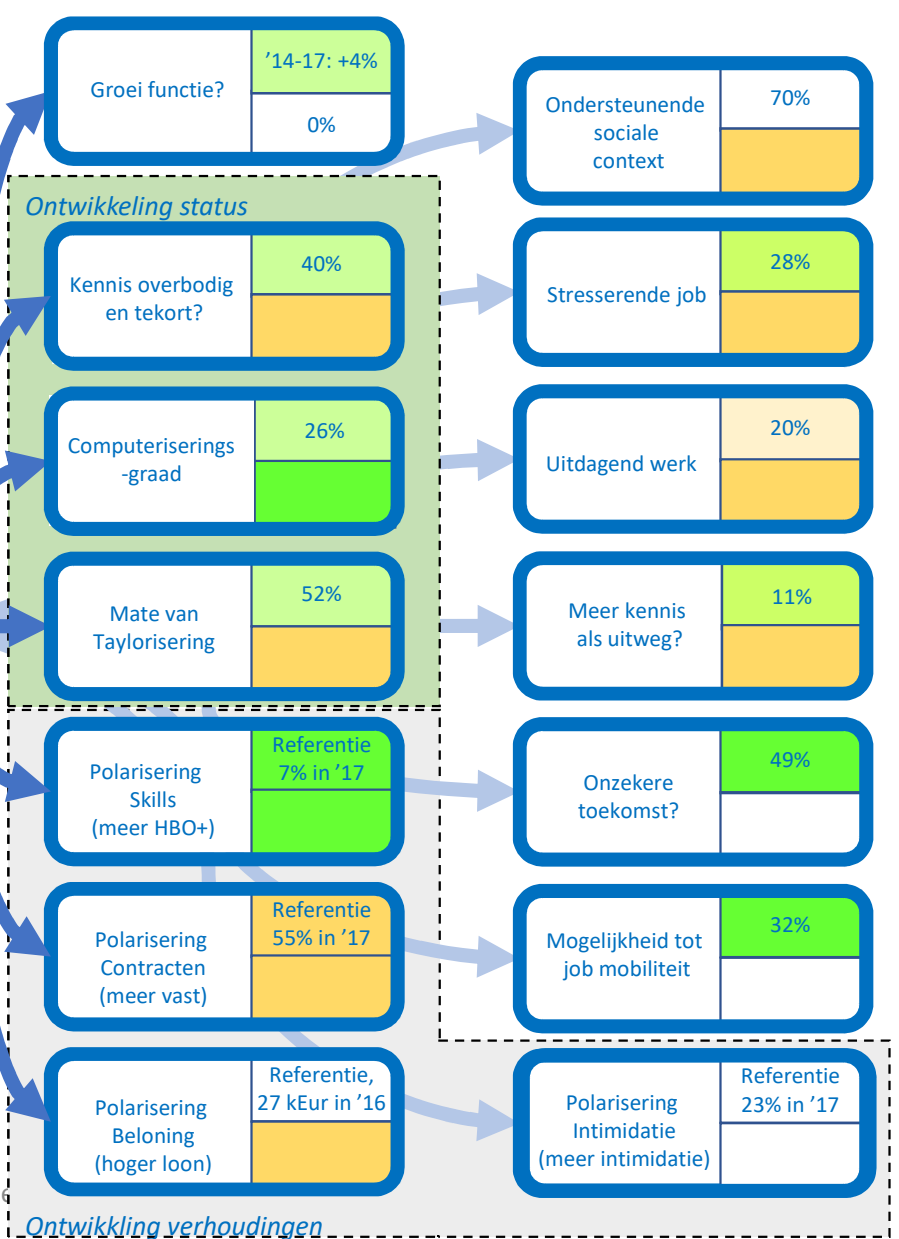 Groei functie?
’14-17: +4%
0%
Ontwikkeling status
Kennis overbodig
en tekort?
40%
Computeriserings
-graad
26%
Mate van
Taylorisering
52%
Polarisering
Skills
(meer HBO+)
Referentie
7% in ’17
Polarisering
Contracten
(meer vast)
Referentie
55% in ’17
Polarisering
Beloning
(hoger loon)
Referentie,
27 kEur in ’16
Ontwikkling verhoudingen
Ondersteunende
sociale
context
70%
Stresserende job
28%
Uitdagend werk
20%
Meer kennis
als uitweg?
11%
Onzekere
toekomst?
49%
Mogelijkheid tot
job mobiliteit
32%
Polarisering
Intimidatie
(meer intimidatie)
Referentie
23% in ’17